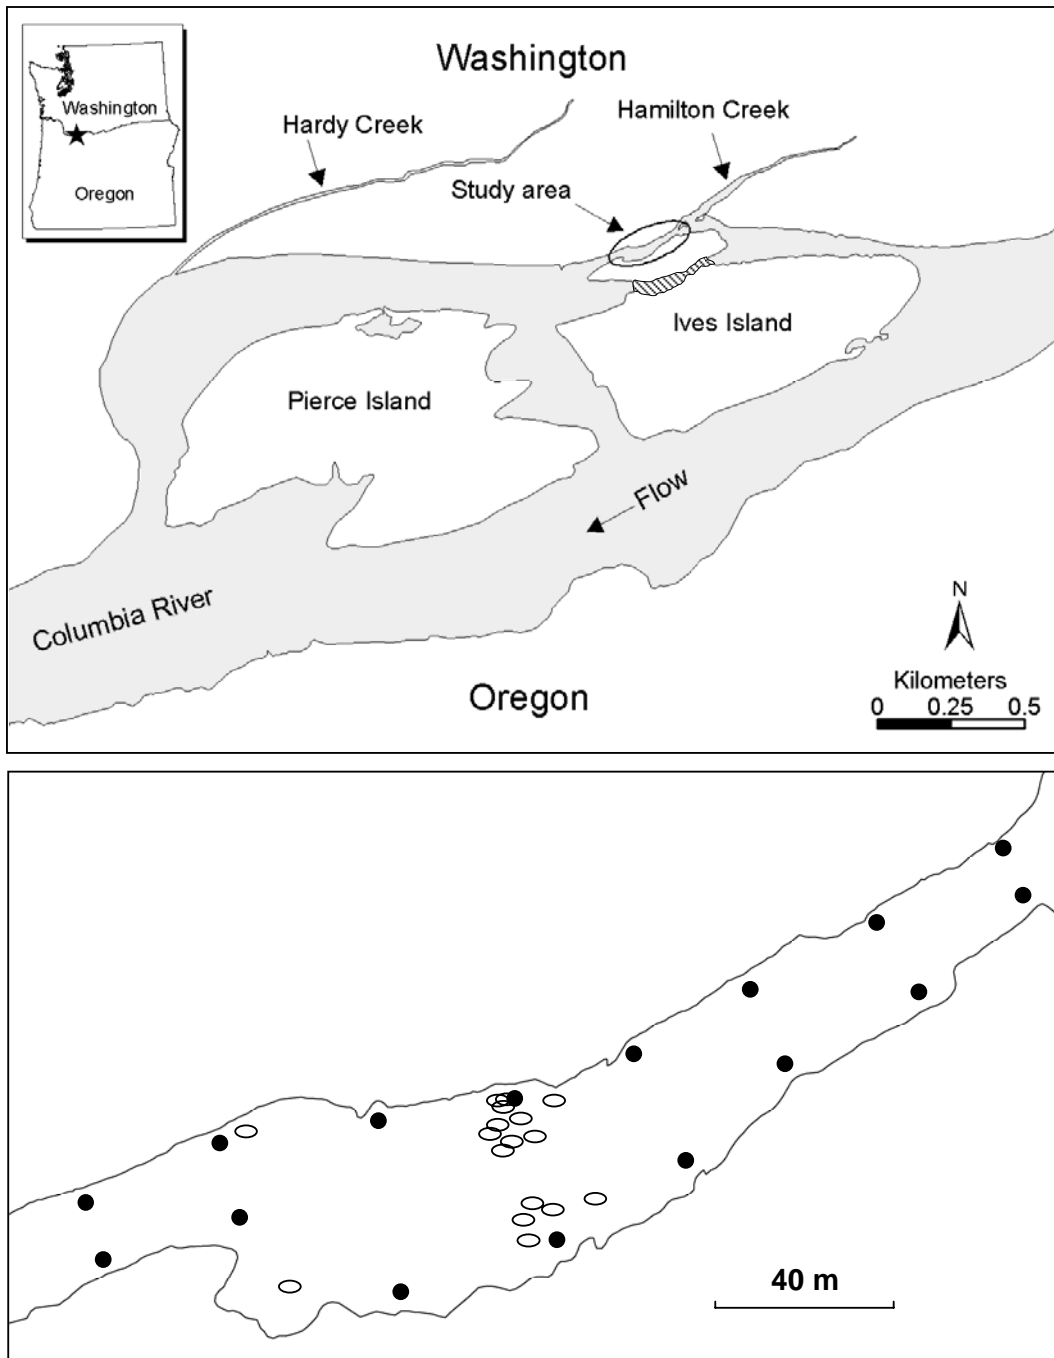 Washington
Washington
Hardy Creek
Hamilton Creek
Study area
Oregon
Ives Island
Pierce Island
Flow
Columbia River
N
Kilometers
0 0.25 0.5
Oregon
40 m